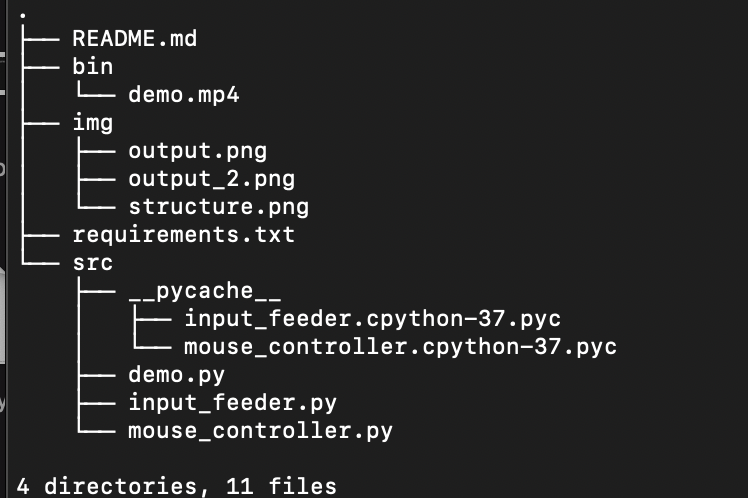 .
├── README.md
├── bin
│   └── demo.mp4
├── img
│   ├── output.png
│   ├── output_2.png
│   └── structure.png
├── requirements.txt
└── src
    ├── __pycache__
    │   ├── input_feeder.cpython-37.pyc
    │   └── mouse_controller.cpython-37.pyc
    ├── demo.py
    ├── input_feeder.py
    └── mouse_controller.py
4 directories, 11 files